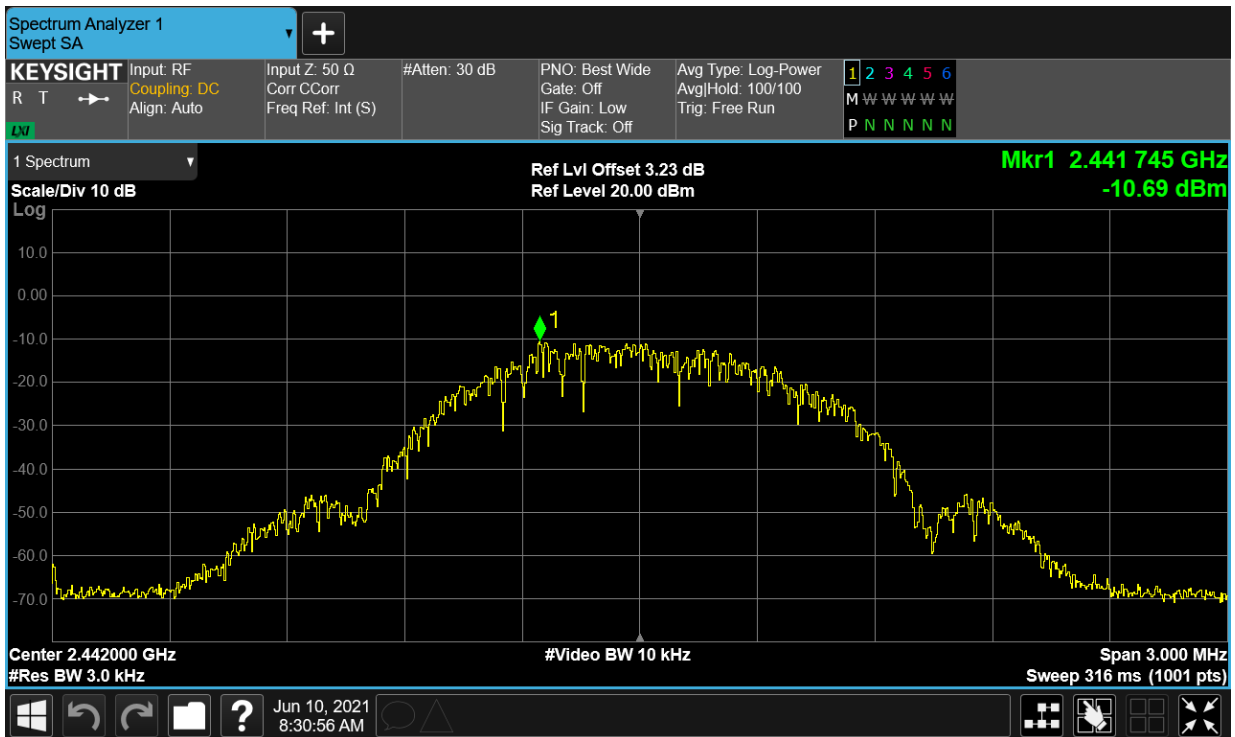 Spectrum Analyzer 1
Swept SA
+
KEYSIGHT
R T
LXI
Input: RF
Coupling: DC
Align: Auto
Input Z: 50 Ω
Corr CCorr
Freq Ref: Int (S)
#Atten: 30 dB
PNO: Best Wide
Gate: Off
IF Gain: Low
Sig Track: Off
Avg Type: Log-Power
Avg|Hold: 100/100
Trig: Free Run
1 2 3 4 5 6
M W W W W W
P N N N N N
1 Spectrum
Scale/Div 10 dB
Log
Ref Lvl Offset 3.23 dB
Ref Level 20.00 dBm
Mkr1 2.441 745 GHz
-10.69 dBm
10.0
0.00
-10.0
-20.0
-30.0
-40.0
-50.0
-60.0
-70.0
1
Center 2.442000 GHz
#Res BW 3.0 kHz
#Video BW 10 kHz
Span 3.000 MHz
Sweep 316 ms (1001 pts)
?
Jun 10, 2021
8:30:56 AM